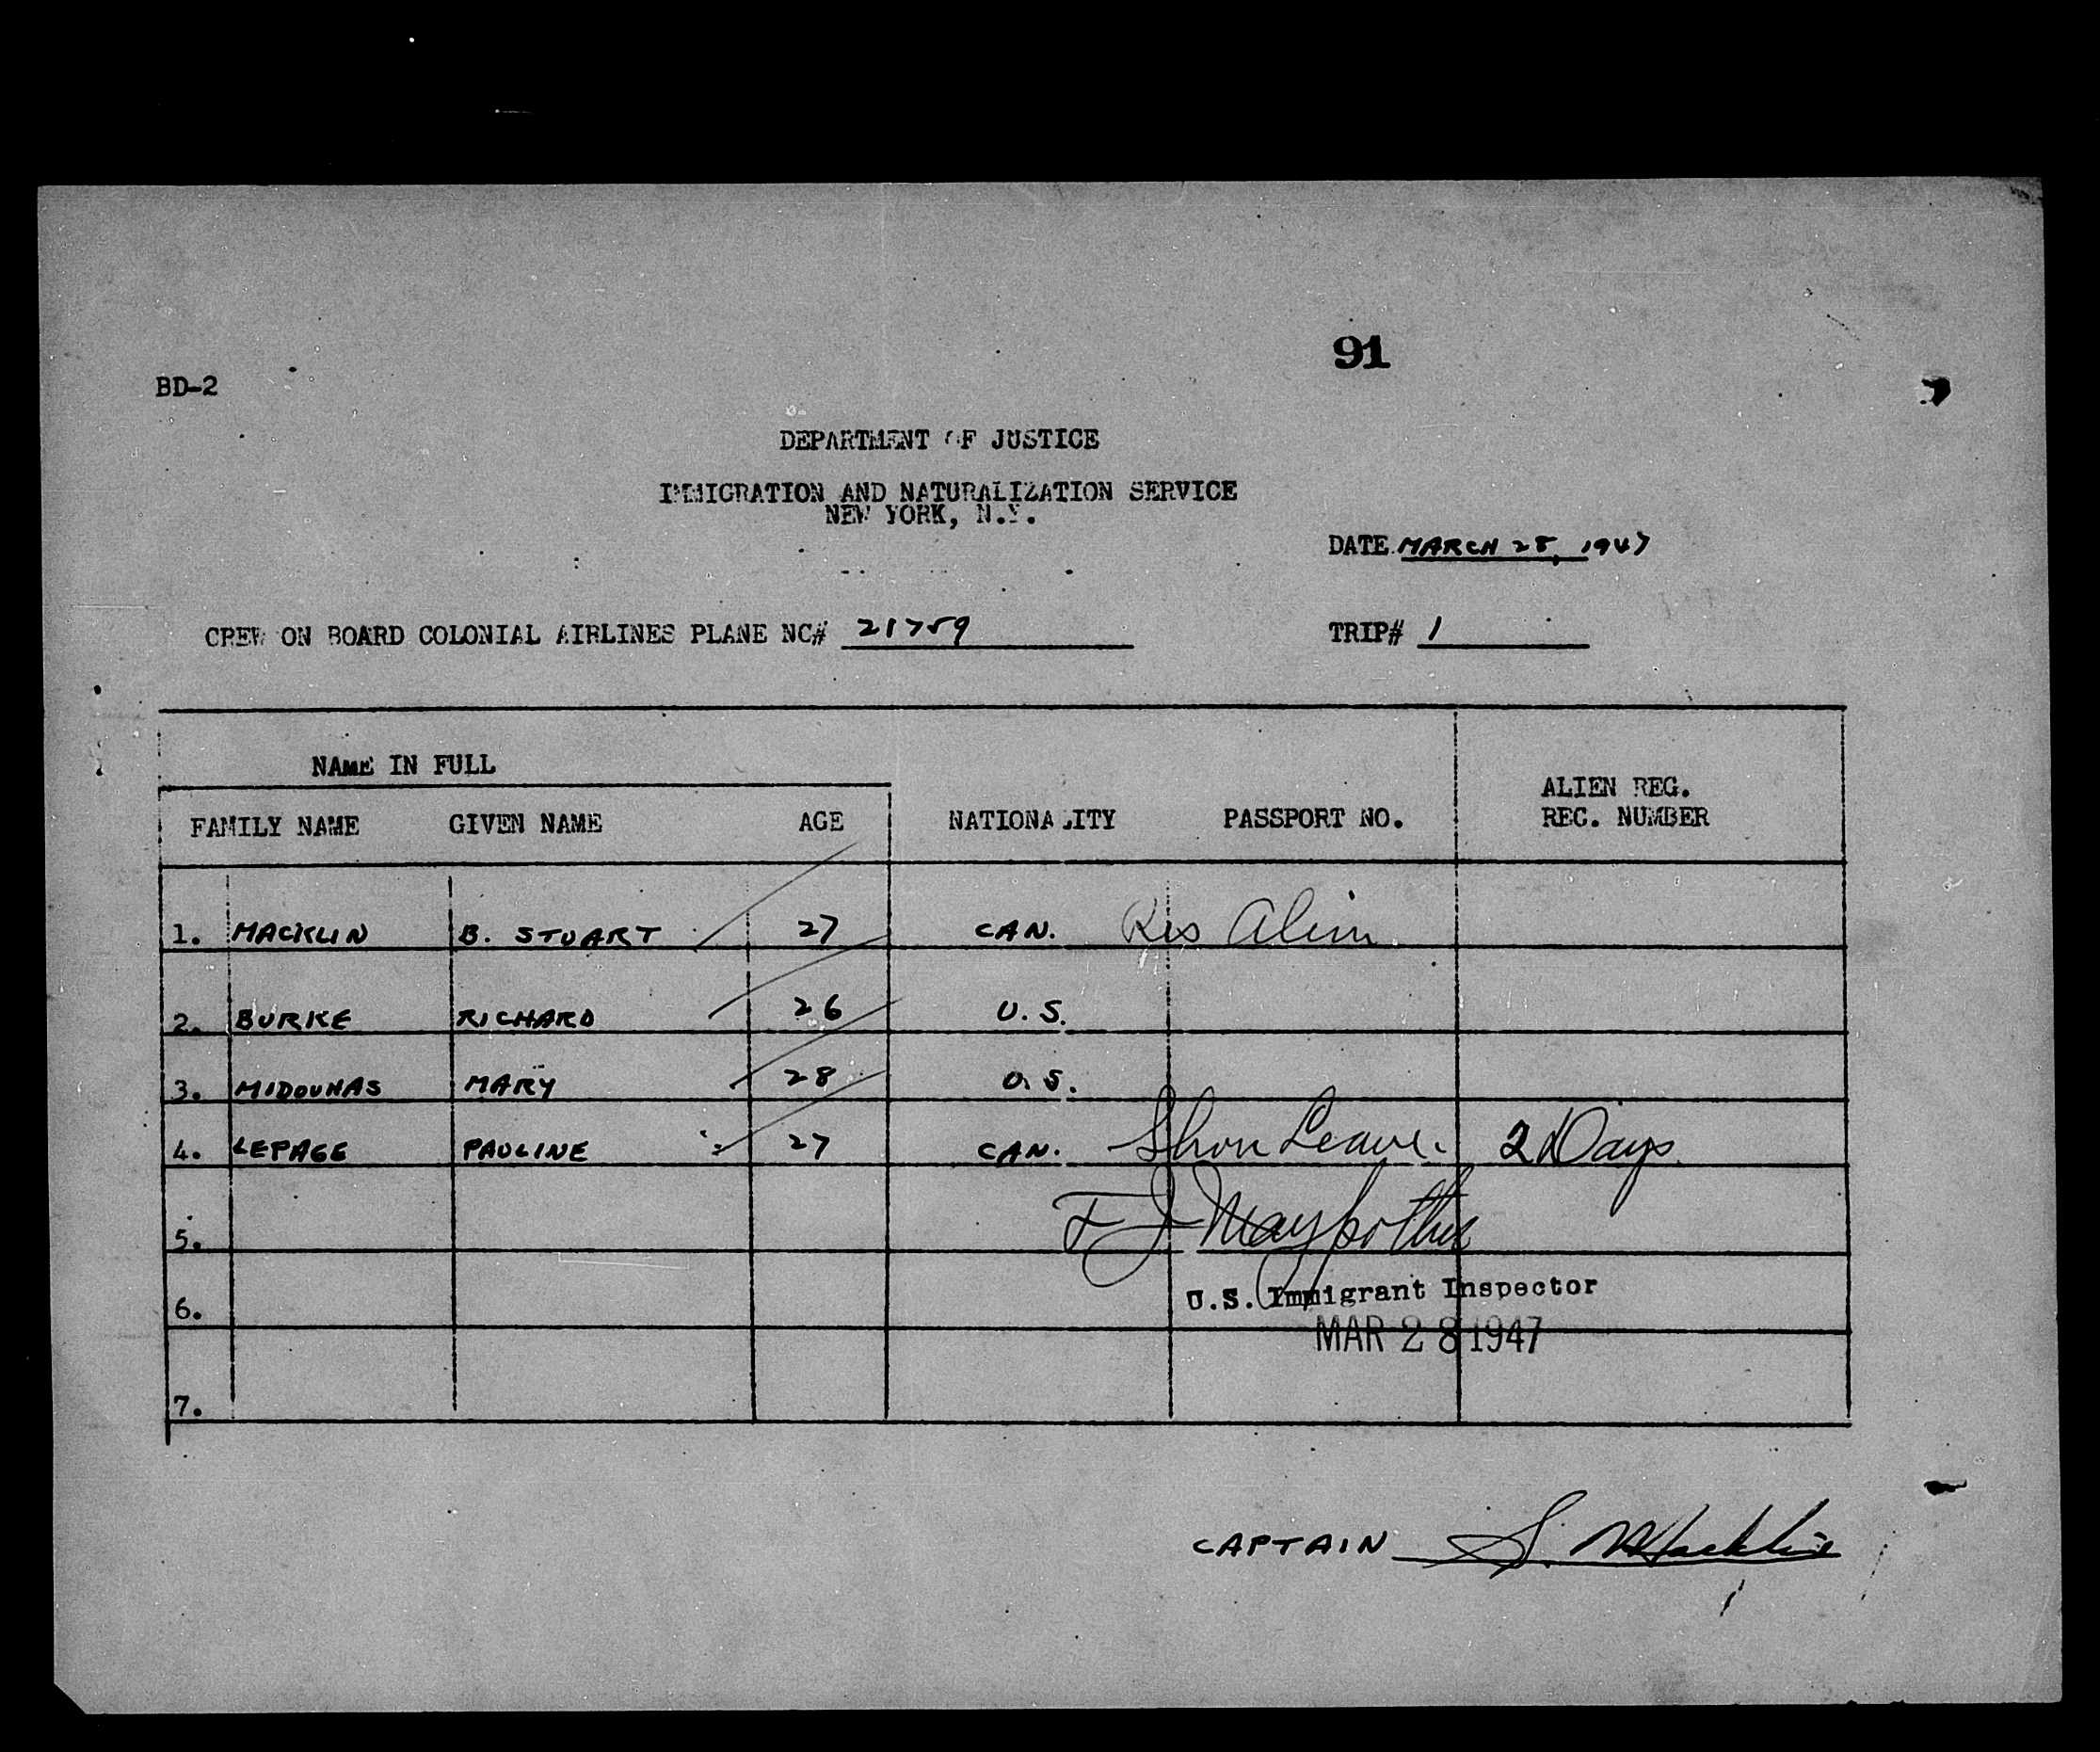 91
BD-2
DEPARTMENT OF JUSTICE
IMMIGRATION AND NATURALIZATION SERVICE
NEW YORK, N.Y.
DATE MARCH 28, 1947
CREW ON BOARD COLONIAL AIRLINES PLANE NC# 21759 TRIP# 1
NAME IN FULL
FAMILY NAME GIVEN NAME AGE NATIONALITY PASSPORT NO. ALIEN REG. REC. NUMBER
1. MACKLIN B. STUART 27 CAN. Res Alien
2. BURKE RICHARD 26 U.S.
3. MIDOUNAS MARY 28 U.S.
4. LEPAGE PAULINE 27 CAN. Shore Leave. 2 Days
5. F J
6. U.S. Immigrant Inspector
MAR 28 1947
7.
CAPTAIN S. Macklin